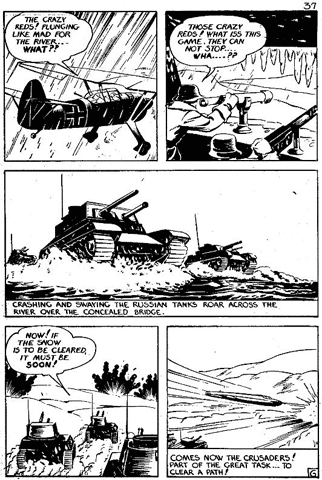 37
THE CRAZY
REDS! PLUNGING
LIKE MAD FOR
THE RIVER....
WHAT??
THOSE CRAZY
REDS! WHAT ISS THIS
GAME, THEY CAN
NOT STOP....
WHA....??
CRASHING AND SWAYING THE RUSSIAN TANKS ROAR ACROSS THE
RIVER OVER THE CONCEALED BRIDGE.
NOW! IF
THE SNOW
IS TO BE CLEARED,
IT MUST BE
SOON!
COMES NOW THE CRUSADERS!
PART OF THE GREAT TASK... TO
CLEAR A PATH!